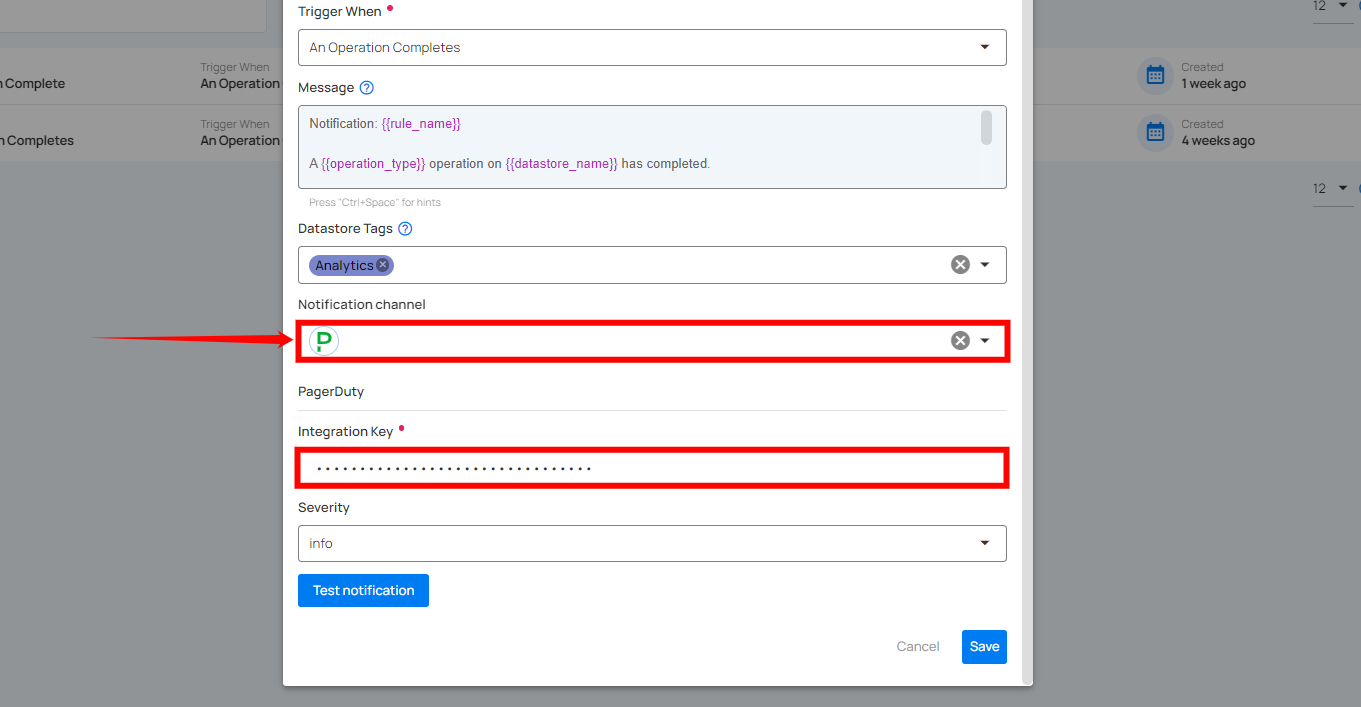 Trigger When
An Operation Completes
Message
Notification: {{rule_name}}
A {{operation_type}} operation on {{datastore_name}} has completed.
Press "Ctrl+Space" for hints
Datastore Tags
Analytics
Notification channel
P
PagerDuty
Integration Key
••••••••••••••••••••••••••••••••
Severity
info
Test notification
Cancel
Save
Trigger When
n Complete
An Operation
Trigger When
n Completes
An Operation
12
Created
1 week ago
Created
4 weeks ago
12